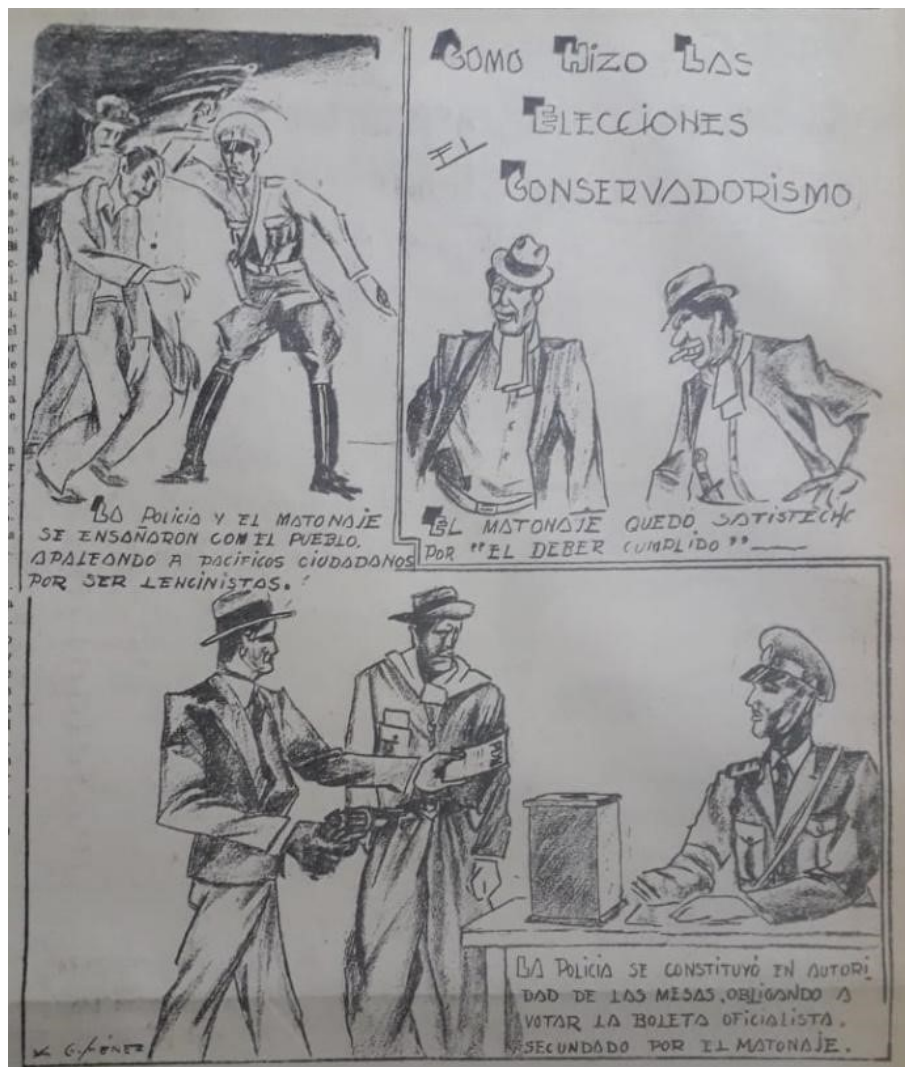 COMO HIZO LAS
ELECCIONES
EL
CONSERVADORISMO
LA POLICIA Y EL MATONAJE
SE ENSAÑARON CON EL PUEBLO,
APALEANDO A PACIFICOS CIUDADANOS
POR SER LENCINISTAS.
EL MATONAJE QUEDO SATISFECHO
POR "EL DEBER CUMPLIDO"
LA POLICIA SE CONSTITUYÓ EN AUTORI
DAD DE LAS MESAS, OBLIGANDO A
VOTAR LA BOLETA OFICIALISTA.
SECUNDADO POR EL MATONAJE.